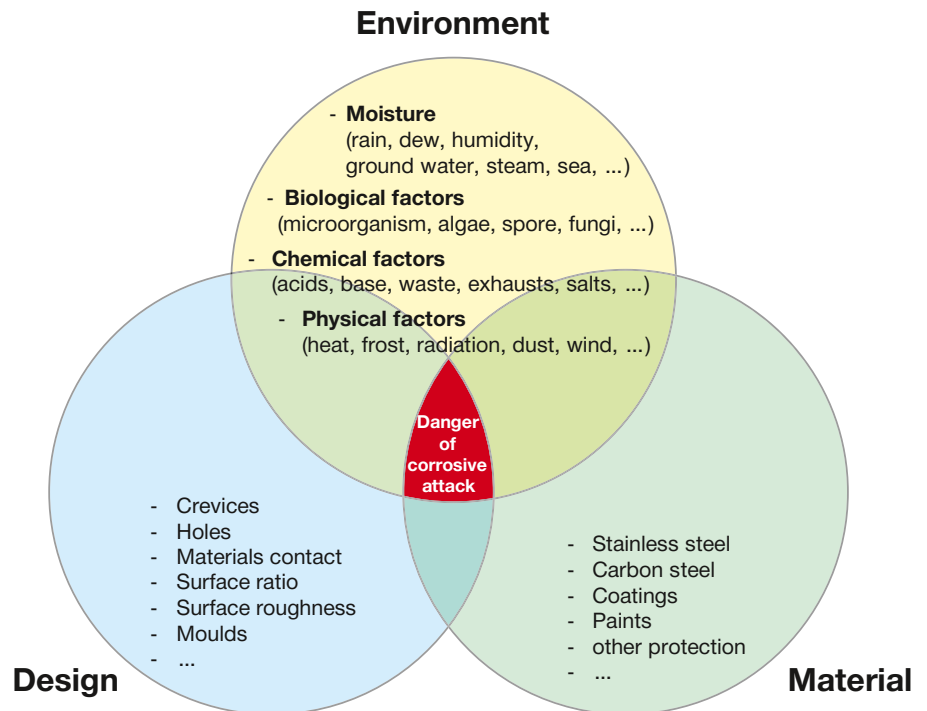 Environment
- Moisture
(rain, dew, humidity,
ground water, steam, sea, ...)
- Biological factors
(microorganism, algae, spore, fungi, ...)
- Chemical factors
(acids, base, waste, exhausts, salts, ...)
- Physical factors
(heat, frost, radiation, dust, wind, ...)
Danger
of
corrosive
attack
- Crevices
- Holes
- Materials contact
- Surface ratio
- Surface roughness
- Moulds
- ...
Design
- Stainless steel
- Carbon steel
- Coatings
- Paints
- other protection
- ...
Material